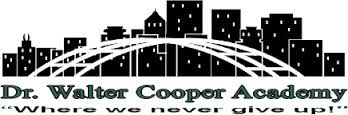 Dr. Walter Cooper Academy
"Where we never give up!"